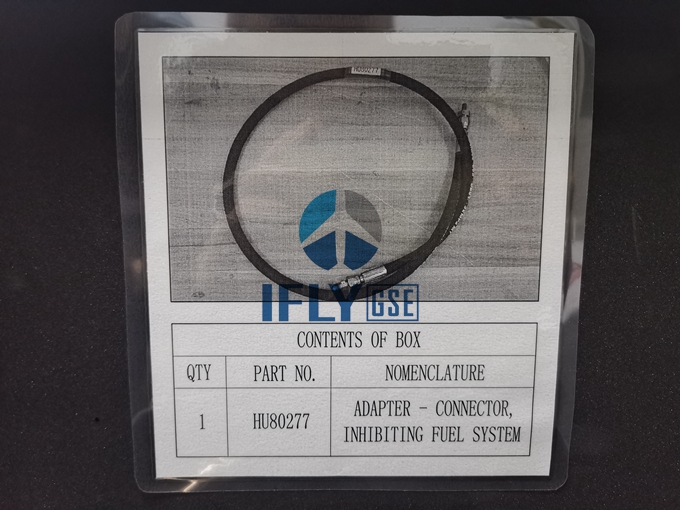 HU80277
IFLY GSE
CONTENTS OF BOX
QTY PART NO. NOMENCLATURE
1 HU80277 ADAPTER - CONNECTOR,
INHIBITING FUEL SYSTEM